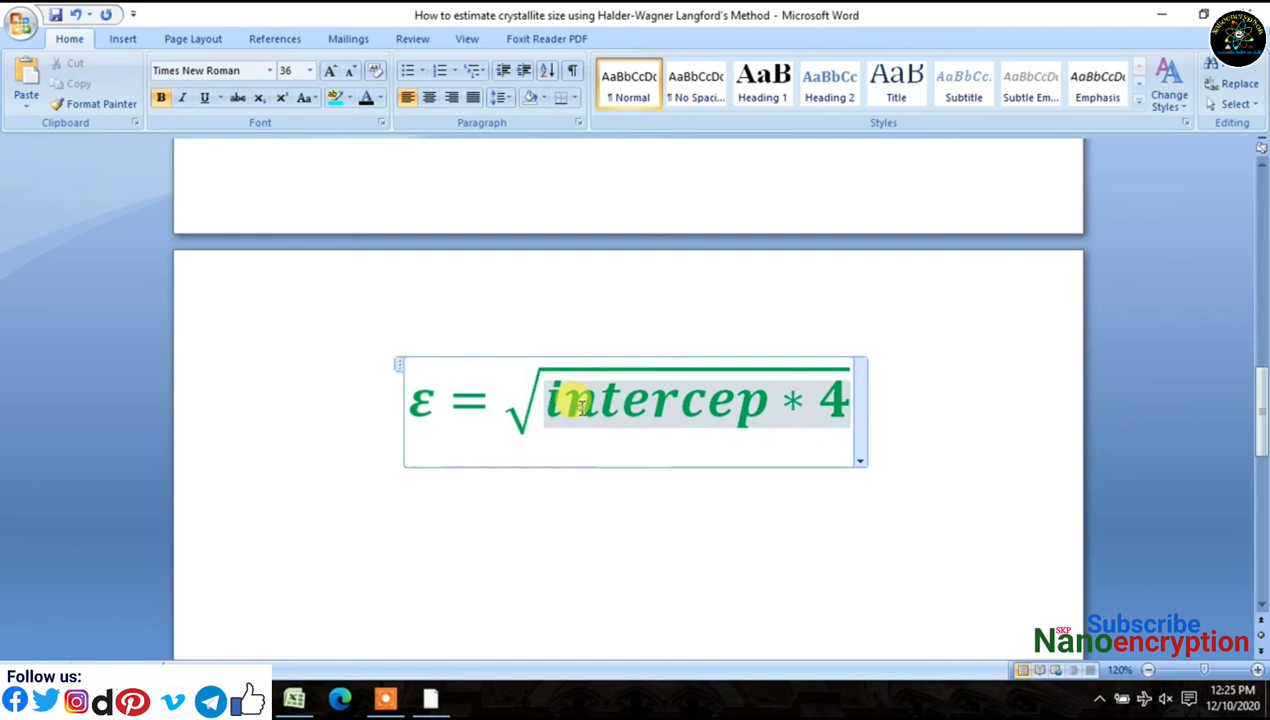 How to estimate crystallite size using Halder-Wagner Langford's Method - Microsoft Word
Home Insert Page Layout References Mailings Review View Foxit Reader PDF
Paste
Cut
Copy
Format Painter
Clipboard
Times New Roman 36
Font
Paragraph
AaBbCcDc AaBbCcDc AaB AaBbCc AaB AaBbCc. AaBbCcDc AaBbCcDc
¶ Normal ¶ No Spaci... Heading 1 Heading 2 Title Subtitle Subtle Em... Emphasis
Change Styles
Styles
Replace
Select
Editing
ε = √intercep * 4
Subscribe
SKP
Nanoencryption
120%
Follow us:
12:25 PM
12/10/2020